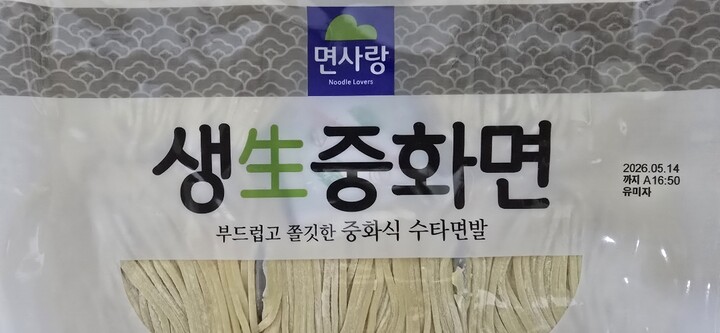 면사랑
Noodle Lovers
생生중화면
부드럽고 쫄깃한 중화식 수타면발
2026.05.14
까지 A16:50
유미자